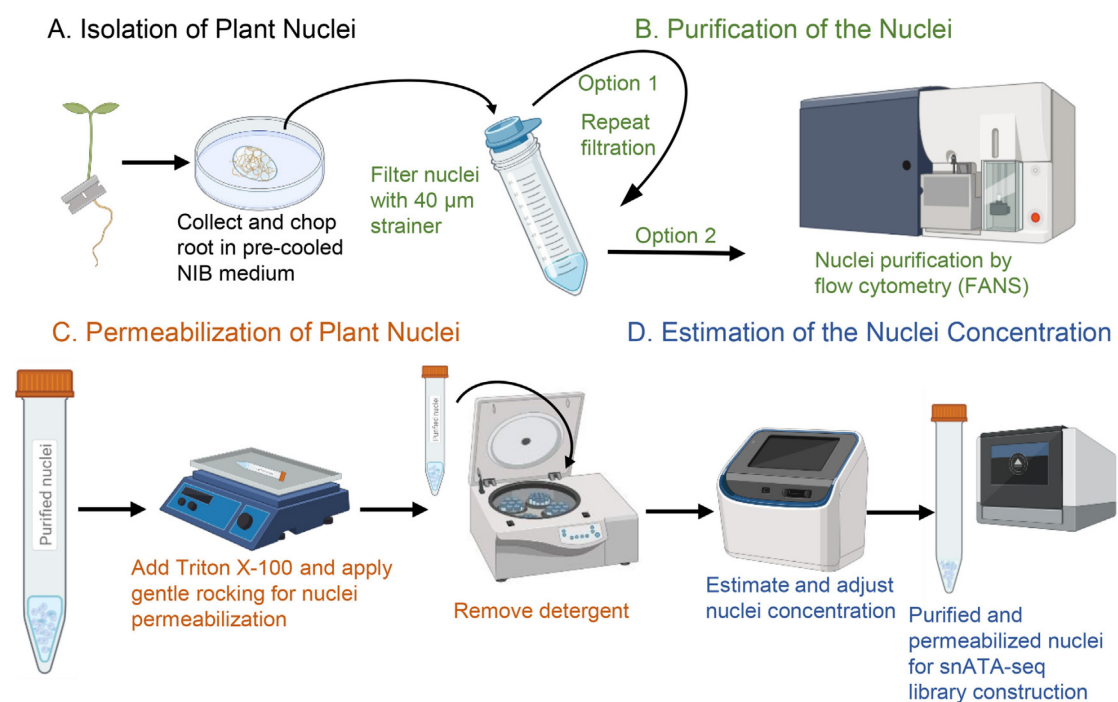 A. Isolation of Plant Nuclei
B. Purification of the Nuclei
Collect and chop
root in pre-cooled
NIB medium
Filter nuclei
with 40 µm
strainer
Option 1
Repeat
filtration
Option 2
Nuclei purification by
flow cytometry (FANS)
C. Permeabilization of Plant Nuclei
D. Estimation of the Nuclei Concentration
Purified nuclei
Add Triton X-100 and apply
gentle rocking for nuclei
permeabilization
Purified nuclei
Remove detergent
Estimate and adjust
nuclei concentration
Purified and
permeabilized nuclei
for snATA-seq
library construction